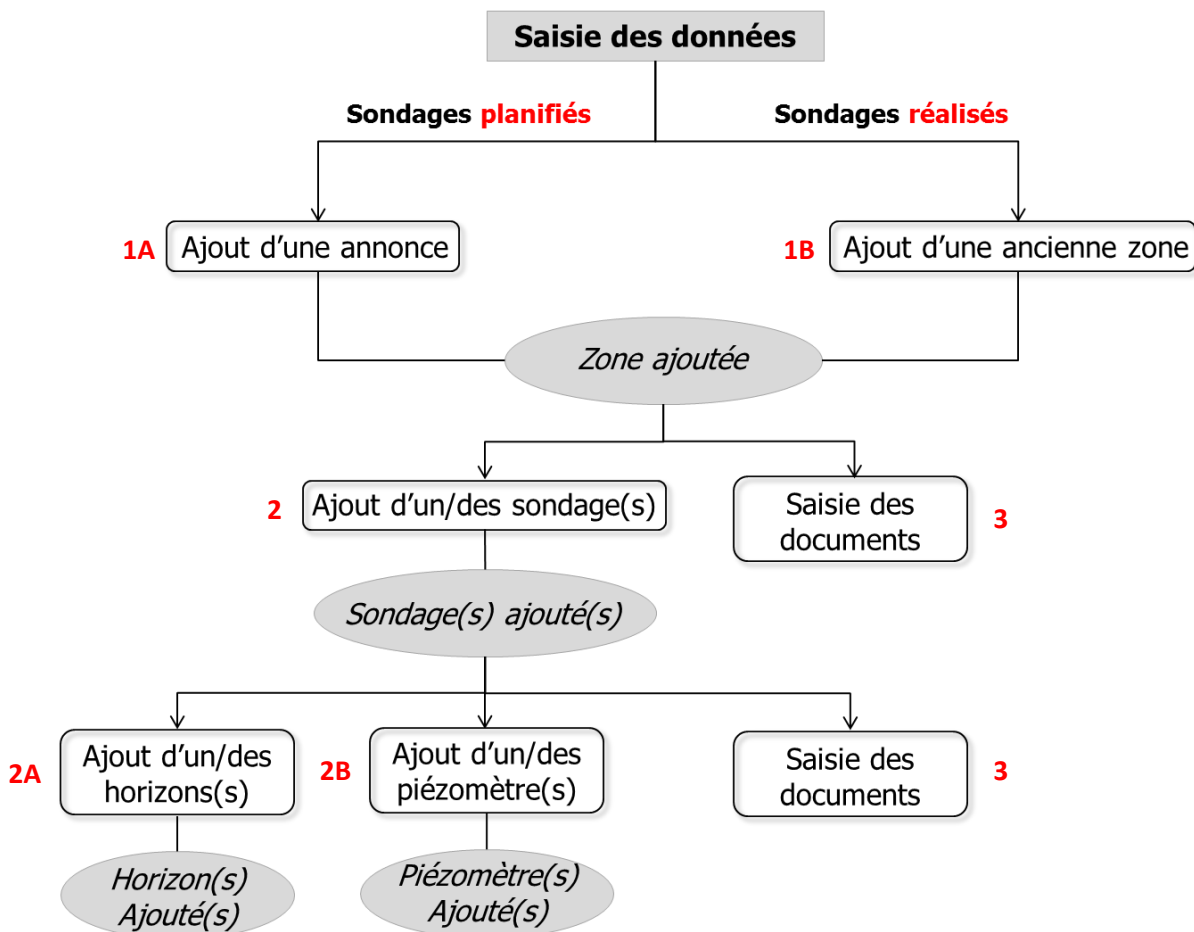 Saisie des données
Sondages planifiés
Sondages réalisés
1A
Ajout d'une annonce
1B
Ajout d'une ancienne zone
Zone ajoutée
2
Ajout d'un/des sondage(s)
Saisie des
documents
3
Sondage(s) ajouté(s)
2A
Ajout d'un/des
horizons(s)
2B
Ajout d'un/des
piézomètre(s)
Saisie des
documents
3
Horizon(s)
Ajouté(s)
Piézomètre(s)
Ajouté(s)